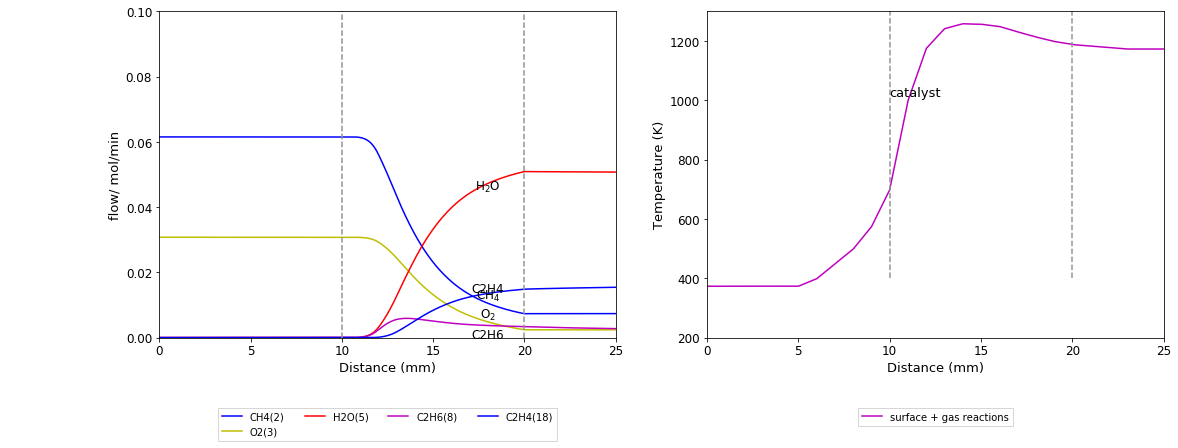 0.10
0.08
0.06
0.04
0.02
0.00
flow/ mol/min
H2O
C2H4
CH4
O2
C2H6
0 5 10 15 20 25
Distance (mm)
CH4(2) H2O(5) C2H6(8) C2H4(18)
O2(3)
1200
1000
800
600
400
200
Temperature (K)
catalyst
0 5 10 15 20 25
Distance (mm)
surface + gas reactions